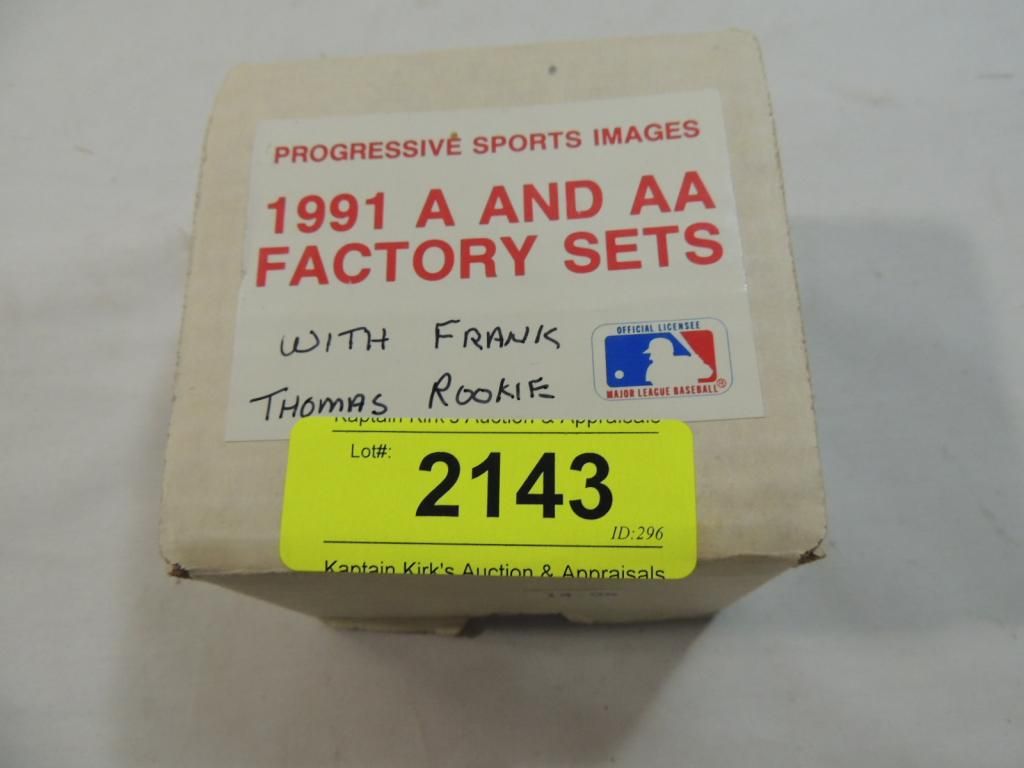 PROGRESSIVE SPORTS IMAGES
1991 A AND AA
FACTORY SETS
WITH FRANK
THOMAS ROOKIE
OFFICIAL LICENSEE
MAJOR LEAGUE BASEBALL®
Kaptain Kirk's Auction & Appraisals
Lot#:
2143
ID:296
Kaptain Kirk's Auction & Appraisals